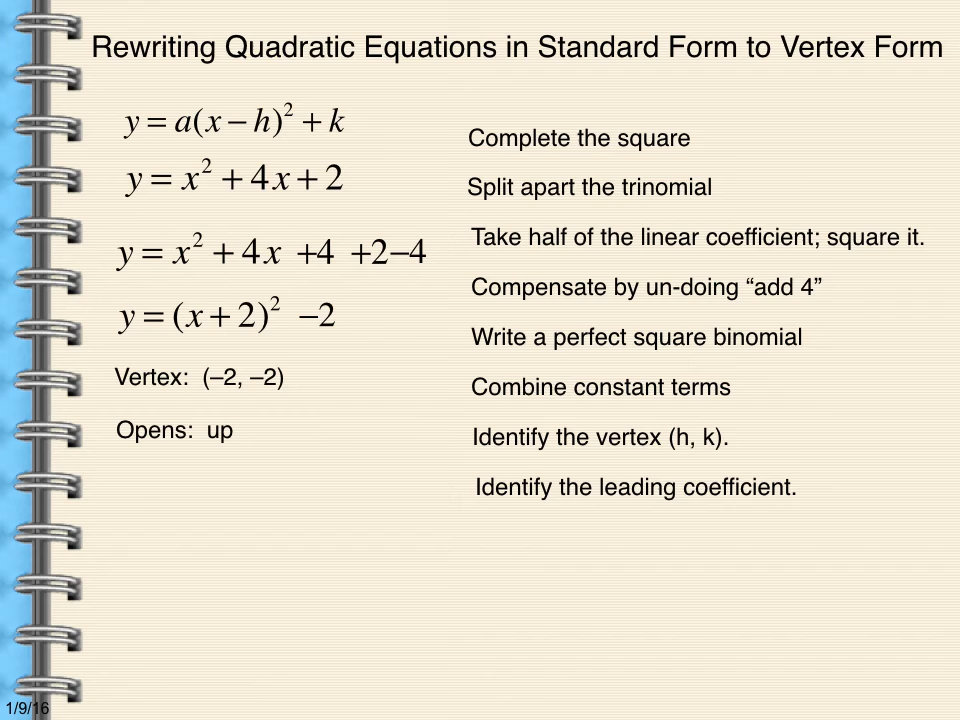 Rewriting Quadratic Equations in Standard Form to Vertex Form
y = a(x − h)² + k
Complete the square
y = x² + 4x + 2
Split apart the trinomial
Take half of the linear coefficient; square it.
y = x² + 4x +4 +2−4
Compensate by un-doing “add 4”
y = (x + 2)² −2
Write a perfect square binomial
Vertex: (–2, –2)
Combine constant terms
Opens: up
Identify the vertex (h, k).
Identify the leading coefficient.
1/9/16